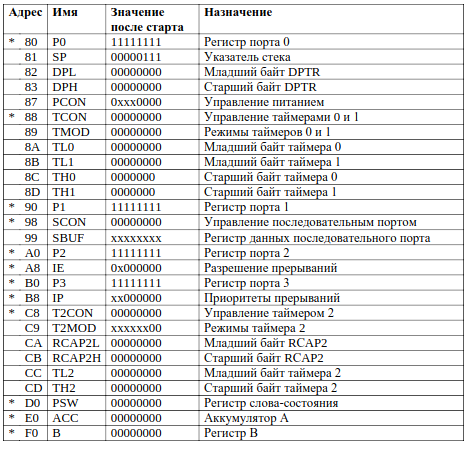 Адрес Имя Значение после старта Назначение
* 80 P0 11111111 Регистр порта 0
81 SP 00000111 Указатель стека
82 DPL 00000000 Младший байт DPTR
83 DPH 00000000 Старший байт DPTR
87 PCON 0xxx0000 Управление питанием
* 88 TCON 00000000 Управление таймерами 0 и 1
89 TMOD 00000000 Режимы таймеров 0 и 1
8A TL0 00000000 Младший байт таймера 0
8B TL1 00000000 Младший байт таймера 1
8C TH0 0000000 Старший байт таймера 0
8D TH1 0000000 Старший байт таймера 1
* 90 P1 11111111 Регистр порта 1
* 98 SCON 00000000 Управление последовательным портом
99 SBUF xxxxxxxx Регистр данных последовательного порта
* A0 P2 11111111 Регистр порта 2
* A8 IE 0x000000 Разрешение прерываний
* B0 P3 11111111 Регистр порта 3
* B8 IP xx000000 Приоритеты прерываний
* C8 T2CON 00000000 Управление таймером 2
C9 T2MOD xxxxxx00 Режимы таймера 2
CA RCAP2L 00000000 Младший байт RCAP2
CB RCAP2H 00000000 Старший байт RCAP2
CC TL2 00000000 Младший байт таймера 2
CD TH2 00000000 Старший байт таймера 2
* D0 PSW 00000000 Регистр слова-состояния
* E0 ACC 00000000 Аккумулятор A
* F0 B 00000000 Регистр B